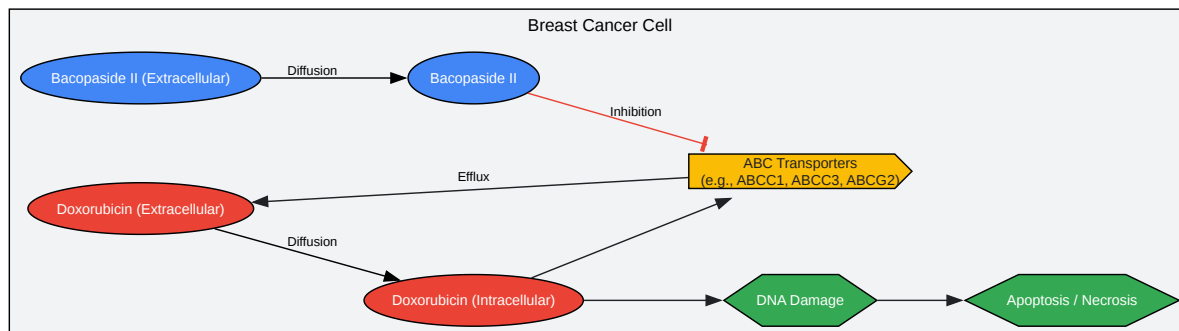 Breast Cancer Cell
Bacopaside II (Extracellular)
Diffusion
Bacopaside II
Inhibition
ABC Transporters
(e.g., ABCC1, ABCC3, ABCG2)
Efflux
Doxorubicin (Extracellular)
Diffusion
Doxorubicin (Intracellular)
DNA Damage
Apoptosis / Necrosis